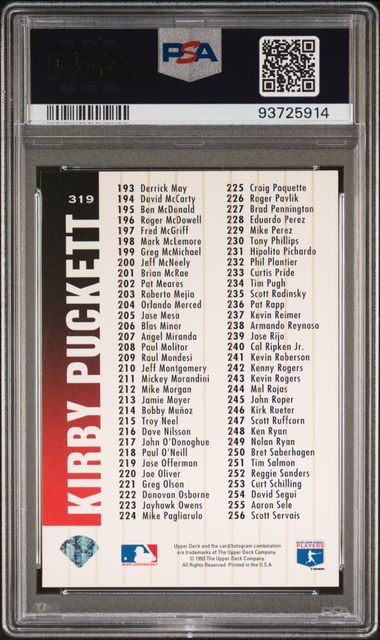 PSA
PSA
93725914
319
KIRBY PUCKETT
193 Derrick May
194 David McCarty
195 Ben McDonald
196 Roger McDowell
197 Fred McGriff
198 Mark McLemore
199 Greg McMichael
200 Jeff McNeely
201 Brian McRae
202 Pat Meares
203 Roberto Mejia
204 Orlando Merced
205 Jose Mesa
206 Blas Minor
207 Angel Miranda
208 Paul Molitor
209 Raul Mondesi
210 Jeff Montgomery
211 Mickey Morandini
212 Mike Morgan
213 Jamie Mayer
214 Bobby Muñoz
215 Troy Neel
216 Dave Nilsson
217 John O'Donoghue
218 Paul O'Neill
219 Jose Offerman
220 Joe Oliver
221 Greg Olson
222 Donovan Osborne
223 Jayhawk Owens
224 Mike Pagliarulo
225 Craig Paquette
226 Roger Pavlik
227 Brad Pennington
228 Eduardo Perez
229 Mike Perez
230 Tony Phillips
231 Hipolito Pichardo
232 Phil Plantier
233 Curtis Pride
234 Tim Pugh
235 Scott Radinsky
236 Pat Rapp
237 Kevin Reimer
238 Armando Reynoso
239 Jose Rijo
240 Cal Ripken Jr.
241 Kevin Roberson
242 Kenny Rogers
243 Kevin Rogers
244 Mel Rojas
245 John Roper
246 Kirk Rueter
247 Scott Ruffcorn
248 Ken Ryan
249 Nolan Ryan
250 Bret Saberhagen
251 Tim Salmon
252 Reggie Sanders
253 Curt Schilling
254 David Segui
255 Aaron Sele
256 Scott Servais
Upper Deck and the card/hologram combination
are trademarks of The Upper Deck Company.
© 1993 The Upper Deck Company.
All Rights Reserved. Printed in the U.S.A.
PLAYERS